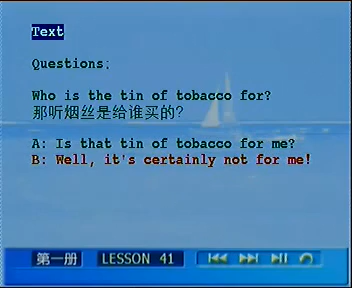 Text
Questions:
Who is the tin of tobacco for?
那听烟丝是给谁买的?
A: Is that tin of tobacco for me?
B: Well, it's certainly not for me!
第一册 LESSON 41